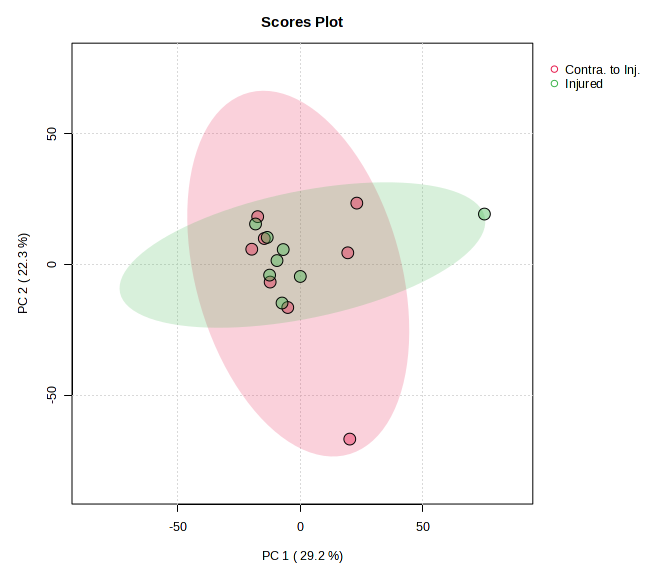 Scores Plot
Contra. to Inj.
Injured
50
0
-50
PC 2 ( 22.3 %)
-50
0
50
PC 1 ( 29.2 %)